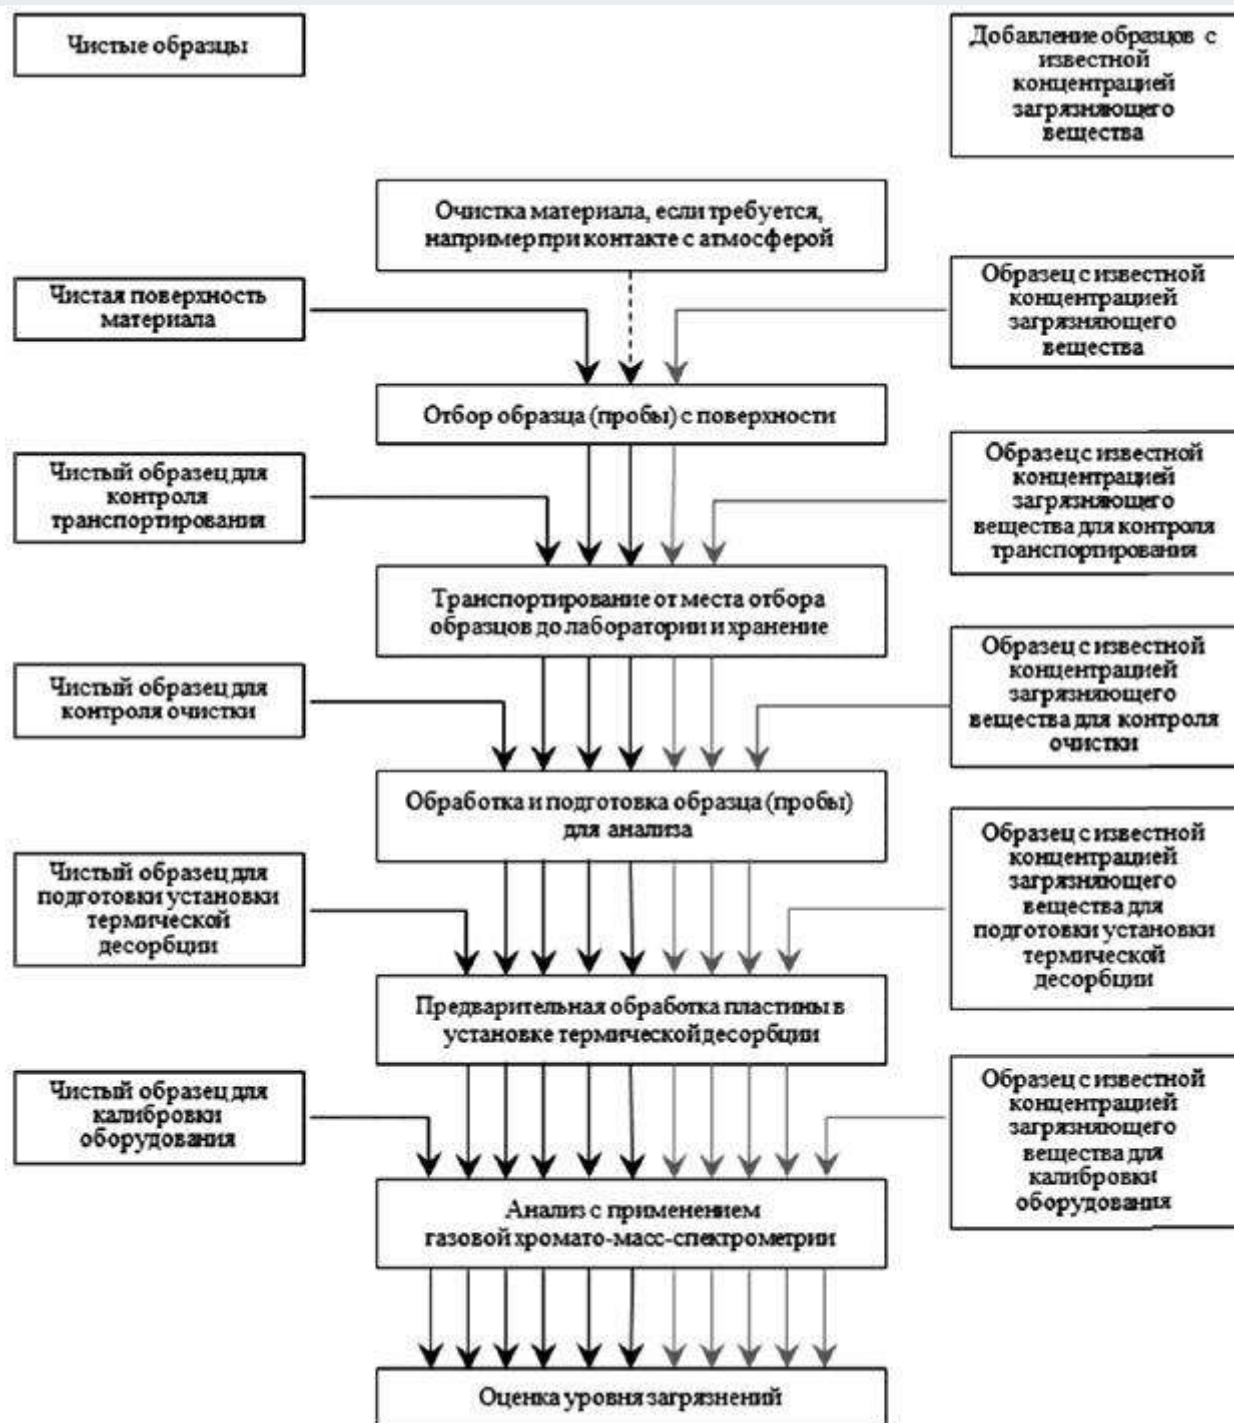 Чистые образцы
Добавление образцов с
известной
концентрацией
загрязняющего
вещества
Очистка материала, если требуется,
например при контакте с атмосферой
Чистая поверхность
материала
Образец с известной
концентрацией
загрязняющего
вещества
Отбор образца (пробы) с поверхности
Чистый образец для
контроля
транспортирования
Образец с известной
концентрацией
загрязняющего
вещества для контроля
транспортирования
Транспортирование от места отбора
образцов до лаборатории и хранение
Чистый образец для
контроля очистки
Образец с известной
концентрацией
загрязняющего
вещества для контроля
очистки
Обработка и подготовка образца (пробы)
для анализа
Чистый образец для
подготовки установки
термической
десорбции
Образец с известной
концентрацией
загрязняющего
вещества для
подготовки установки
термической
десорбции
Предварительная обработка пластины в
установке термической десорбции
Чистый образец для
калибровки
оборудования
Образец с известной
концентрацией
загрязняющего
вещества для
калибровки
оборудования
Анализ с применением
газовой хромато-масс-спектрометрии
Оценка уровня загрязнений